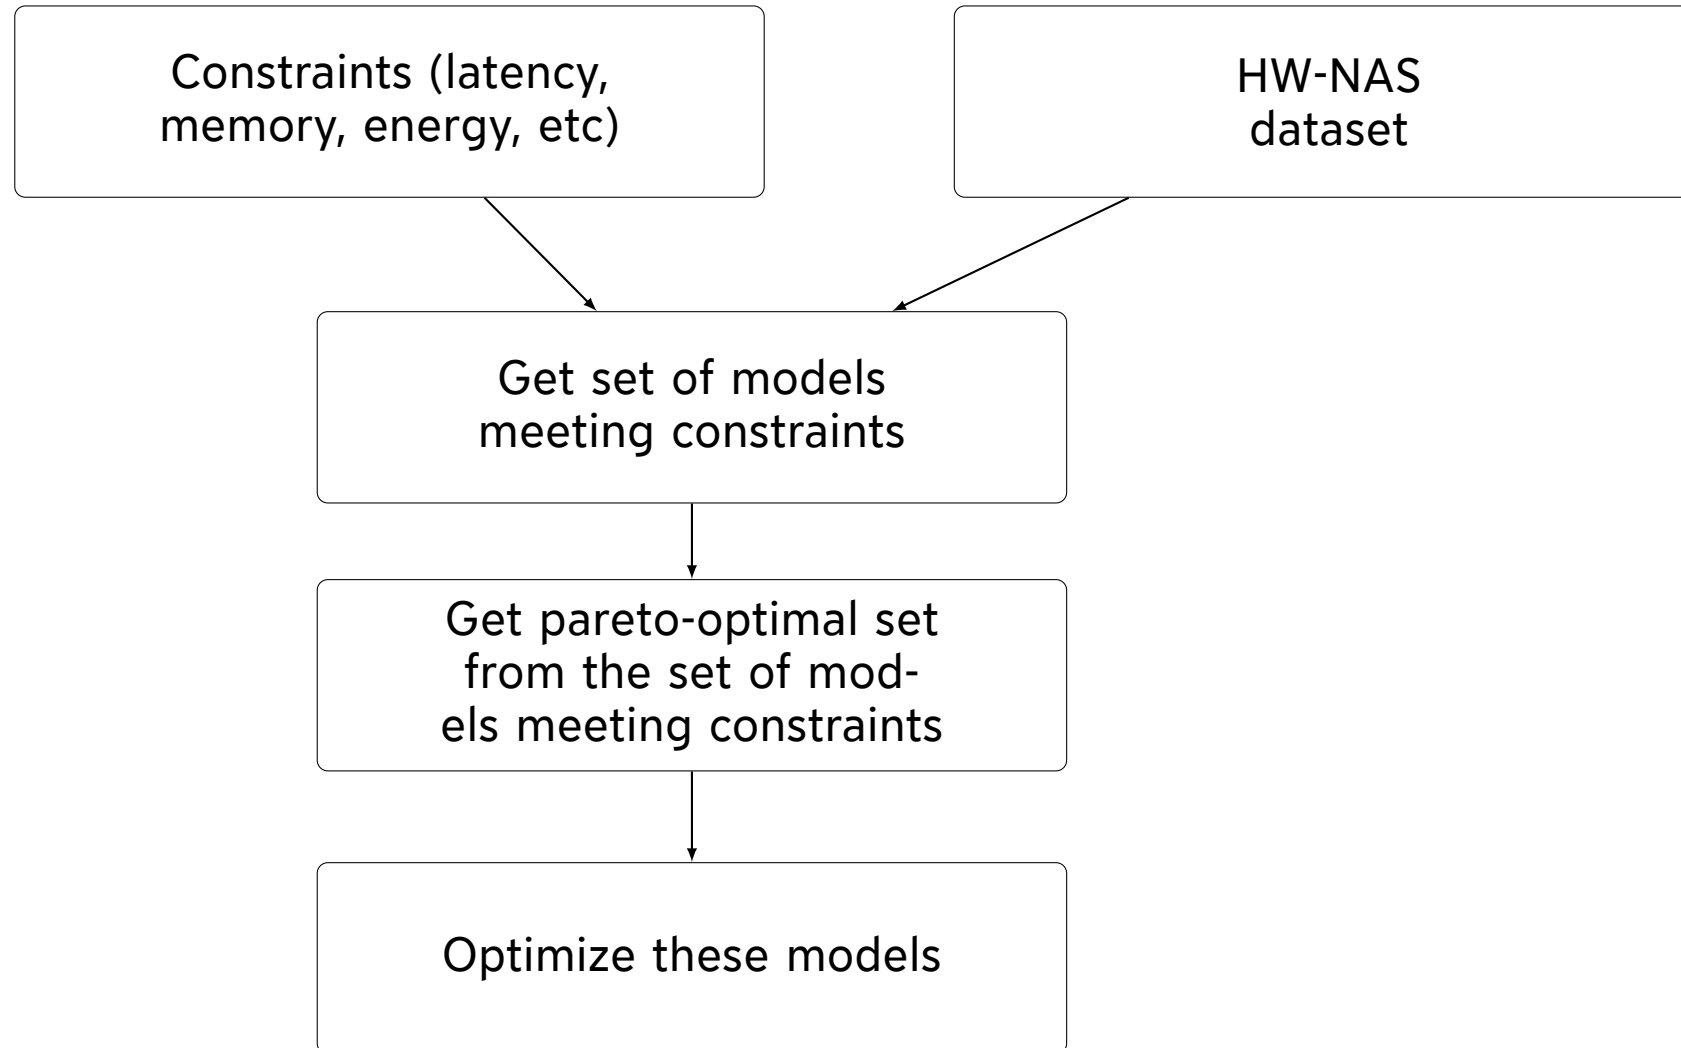 Constraints (latency,
memory, energy, etc)
HW-NAS
dataset
Get set of models
meeting constraints
Get pareto-optimal set
from the set of mod-
els meeting constraints
Optimize these models